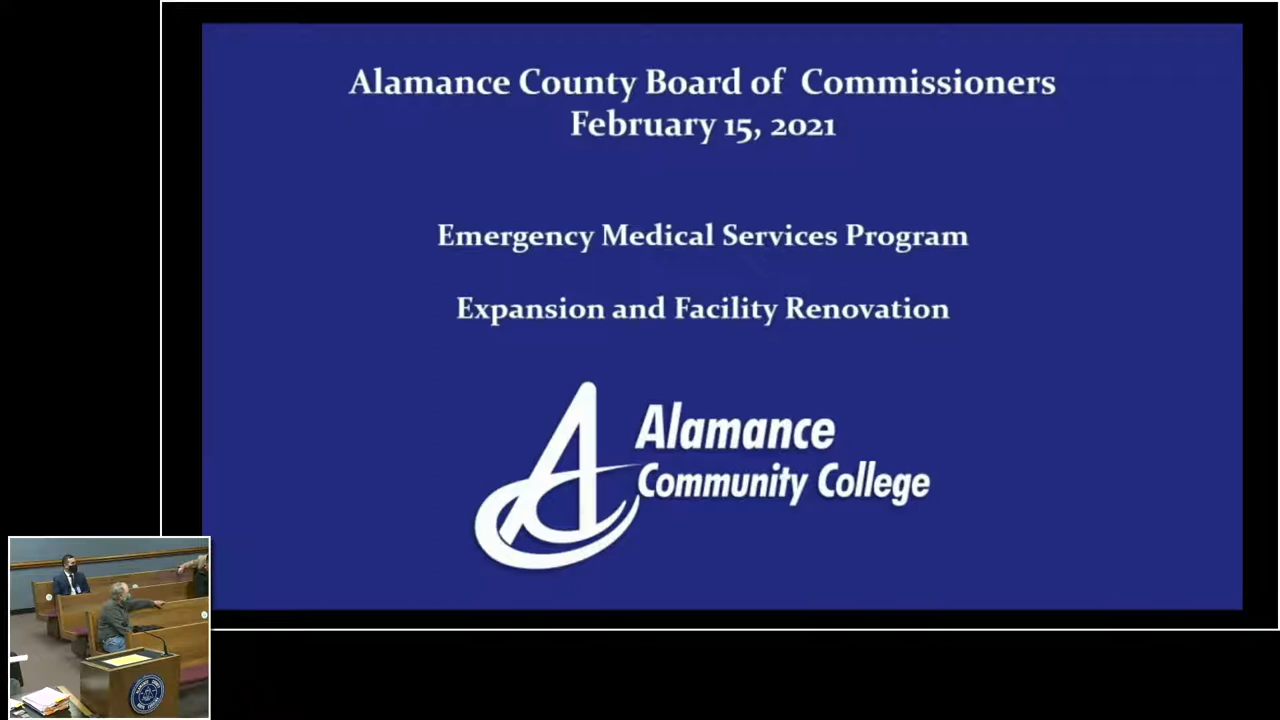 Alamance County Board of Commissioners
February 15, 2021
Emergency Medical Services Program
Expansion and Facility Renovation
Alamance
Community College